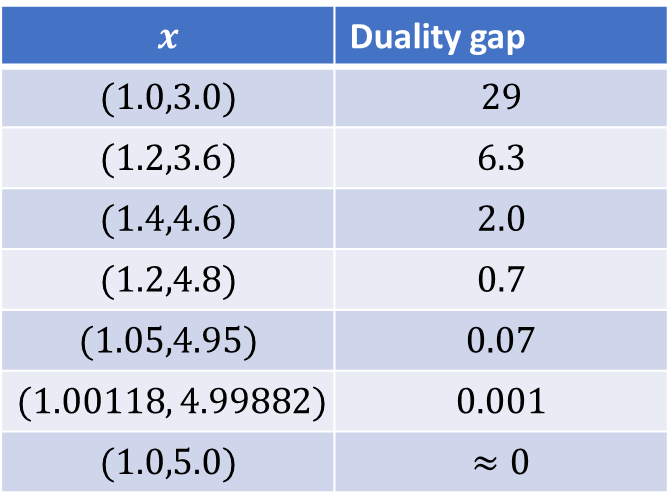 x Duality gap
(1.0,3.0) 29
(1.2,3.6) 6.3
(1.4,4.6) 2.0
(1.2,4.8) 0.7
(1.05,4.95) 0.07
(1.00118, 4.99882) 0.001
(1.0,5.0) ≈ 0